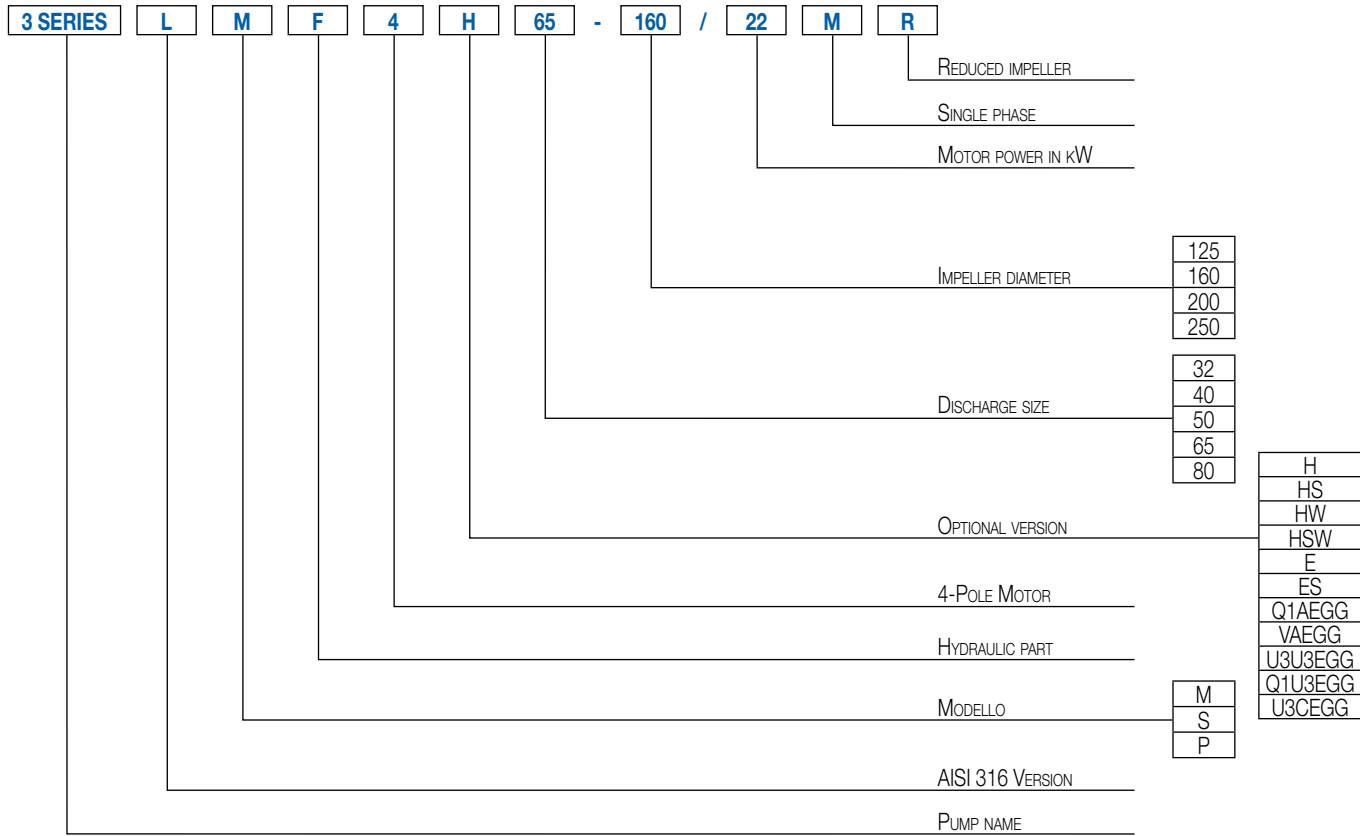 3 SERIES L M F 4 H 65 - 160 / 22 M R
Reduced impeller
Single phase
Motor power in kW
Impeller diameter
125
160
200
250
Discharge size
32
40
50
65
80
Optional version
H
HS
HW
HSW
E
ES
Q1AEGG
VAEGG
U3U3EGG
Q1U3EGG
U3CEGG
4-Pole Motor
Hydraulic part
Modello
M
S
P
AISI 316 Version
Pump name